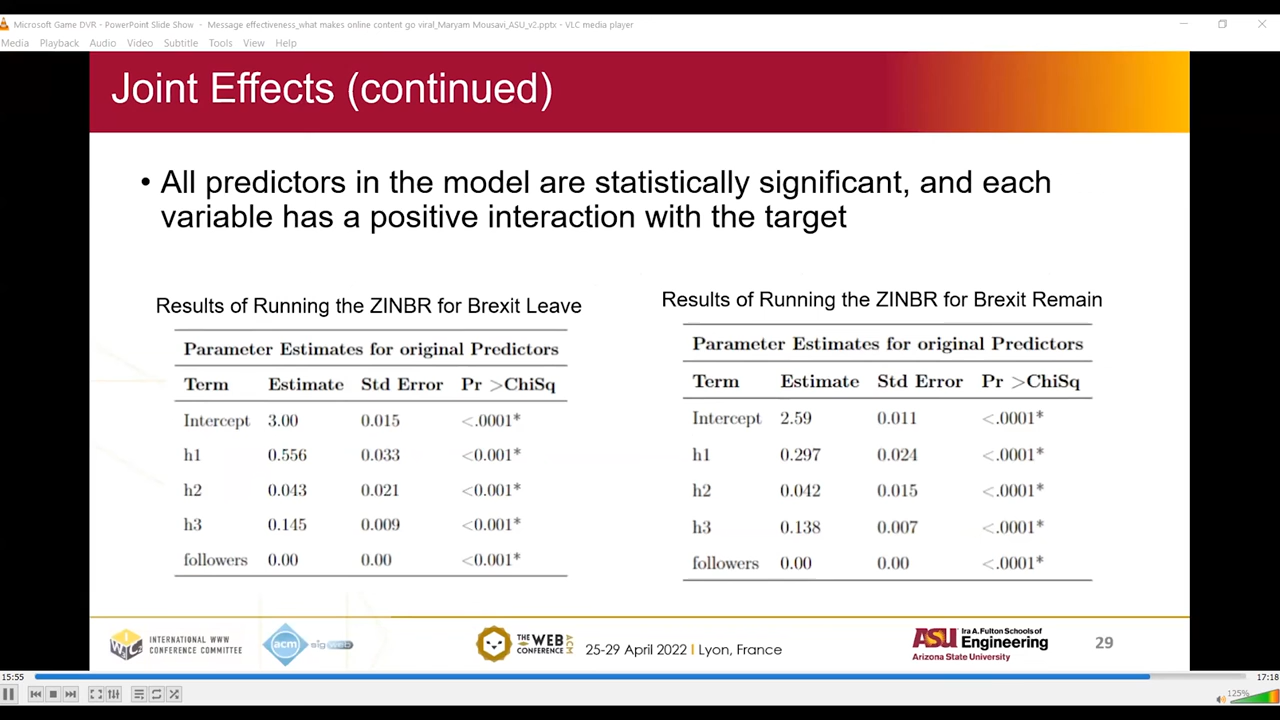 Microsoft Game DVR - PowerPoint Slide Show - Message effectiveness_what makes online content go viral_Maryam Mousavi_ASU_v2.pptx - VLC media player
Media Playback Audio Video Subtitle Tools View Help
Joint Effects (continued)
• All predictors in the model are statistically significant, and each
variable has a positive interaction with the target
Results of Running the ZINBR for Brexit Leave
Parameter Estimates for original Predictors
Term Estimate Std Error Pr >ChiSq
Intercept 3.00 0.015 <.0001*
h1 0.556 0.033 <0.001*
h2 0.043 0.021 <0.001*
h3 0.145 0.009 <0.001*
followers 0.00 0.00 <0.001*
Results of Running the ZINBR for Brexit Remain
Parameter Estimates for original Predictors
Term Estimate Std Error Pr >ChiSq
Intercept 2.59 0.011 <.0001*
h1 0.297 0.024 <.0001*
h2 0.042 0.015 <.0001*
h3 0.138 0.007 <.0001*
followers 0.00 0.00 <.0001*
INTERNATIONAL WWW
CONFERENCE COMMITTEE
acm sigweb
THE WEB
CONFERENCE
ACM
25-29 April 2022 I Lyon, France
ASU Ira A. Fulton Schools of
Engineering
Arizona State University
29
15:55
17:18
125%